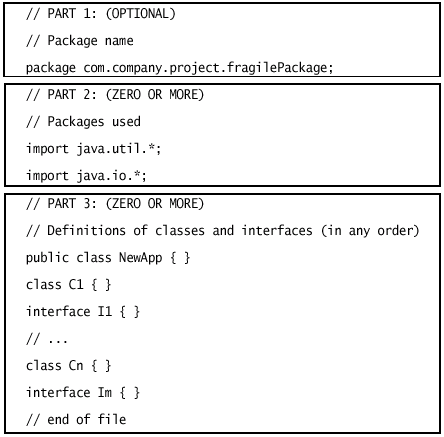 // PART 1: (OPTIONAL)
// Package name
package com.company.project.fragilePackage;
// PART 2: (ZERO OR MORE)
// Packages used
import java.util.*;
import java.io.*;
// PART 3: (ZERO OR MORE)
// Definitions of classes and interfaces (in any order)
public class NewApp { }
class C1 { }
interface I1 { }
// ...
class Cn { }
interface Im { }
// end of file